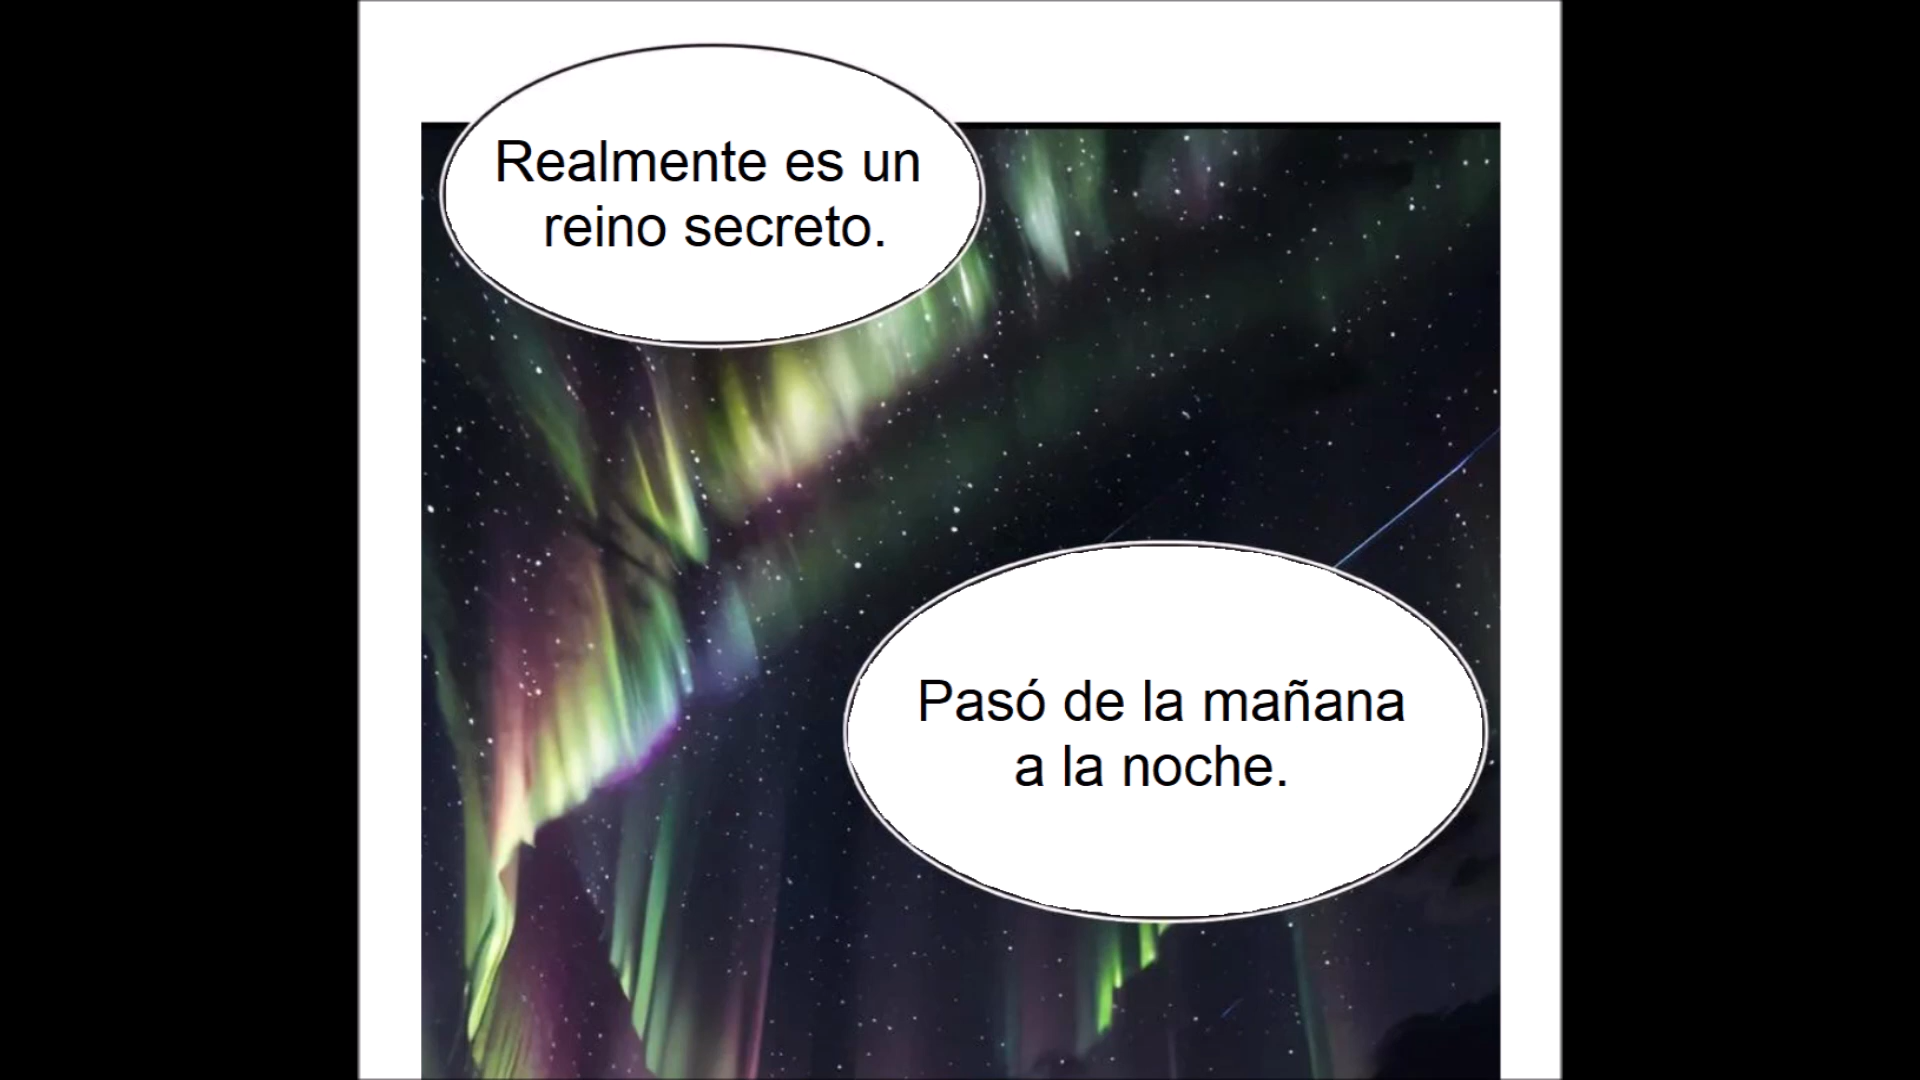 Realmente es un
reino secreto.
Pasó de la mañana
a la noche.